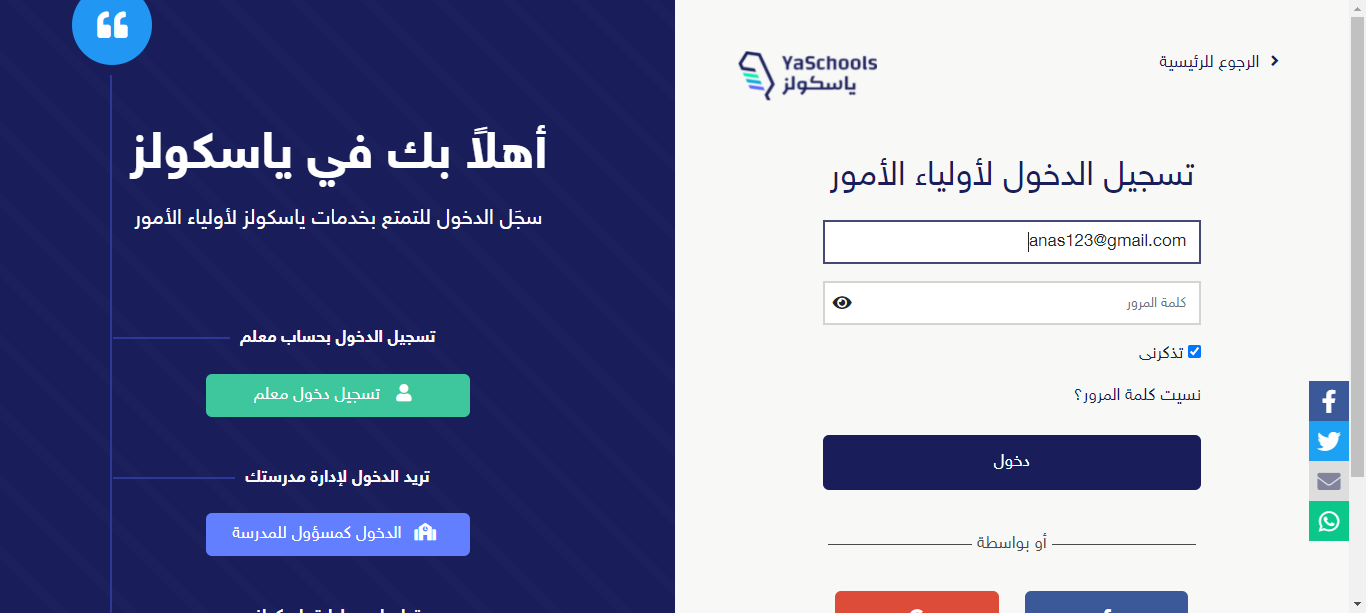 الرجوع للرئيسية
YaSchools
ياسكولز
تسجيل الدخول لأولياء الأمور
anas123@gmail.com
كلمة المرور
تذكرنى
نسيت كلمة المرور؟
دخول
أو بواسطة
أهلاً بك في ياسكولز
سجّل الدخول للتمتع بخدمات ياسكولز لأولياء الأمور
تسجيل الدخول بحساب معلم
تسجيل دخول معلم
تريد الدخول لإدارة مدرستك
الدخول كمسؤول للمدرسة